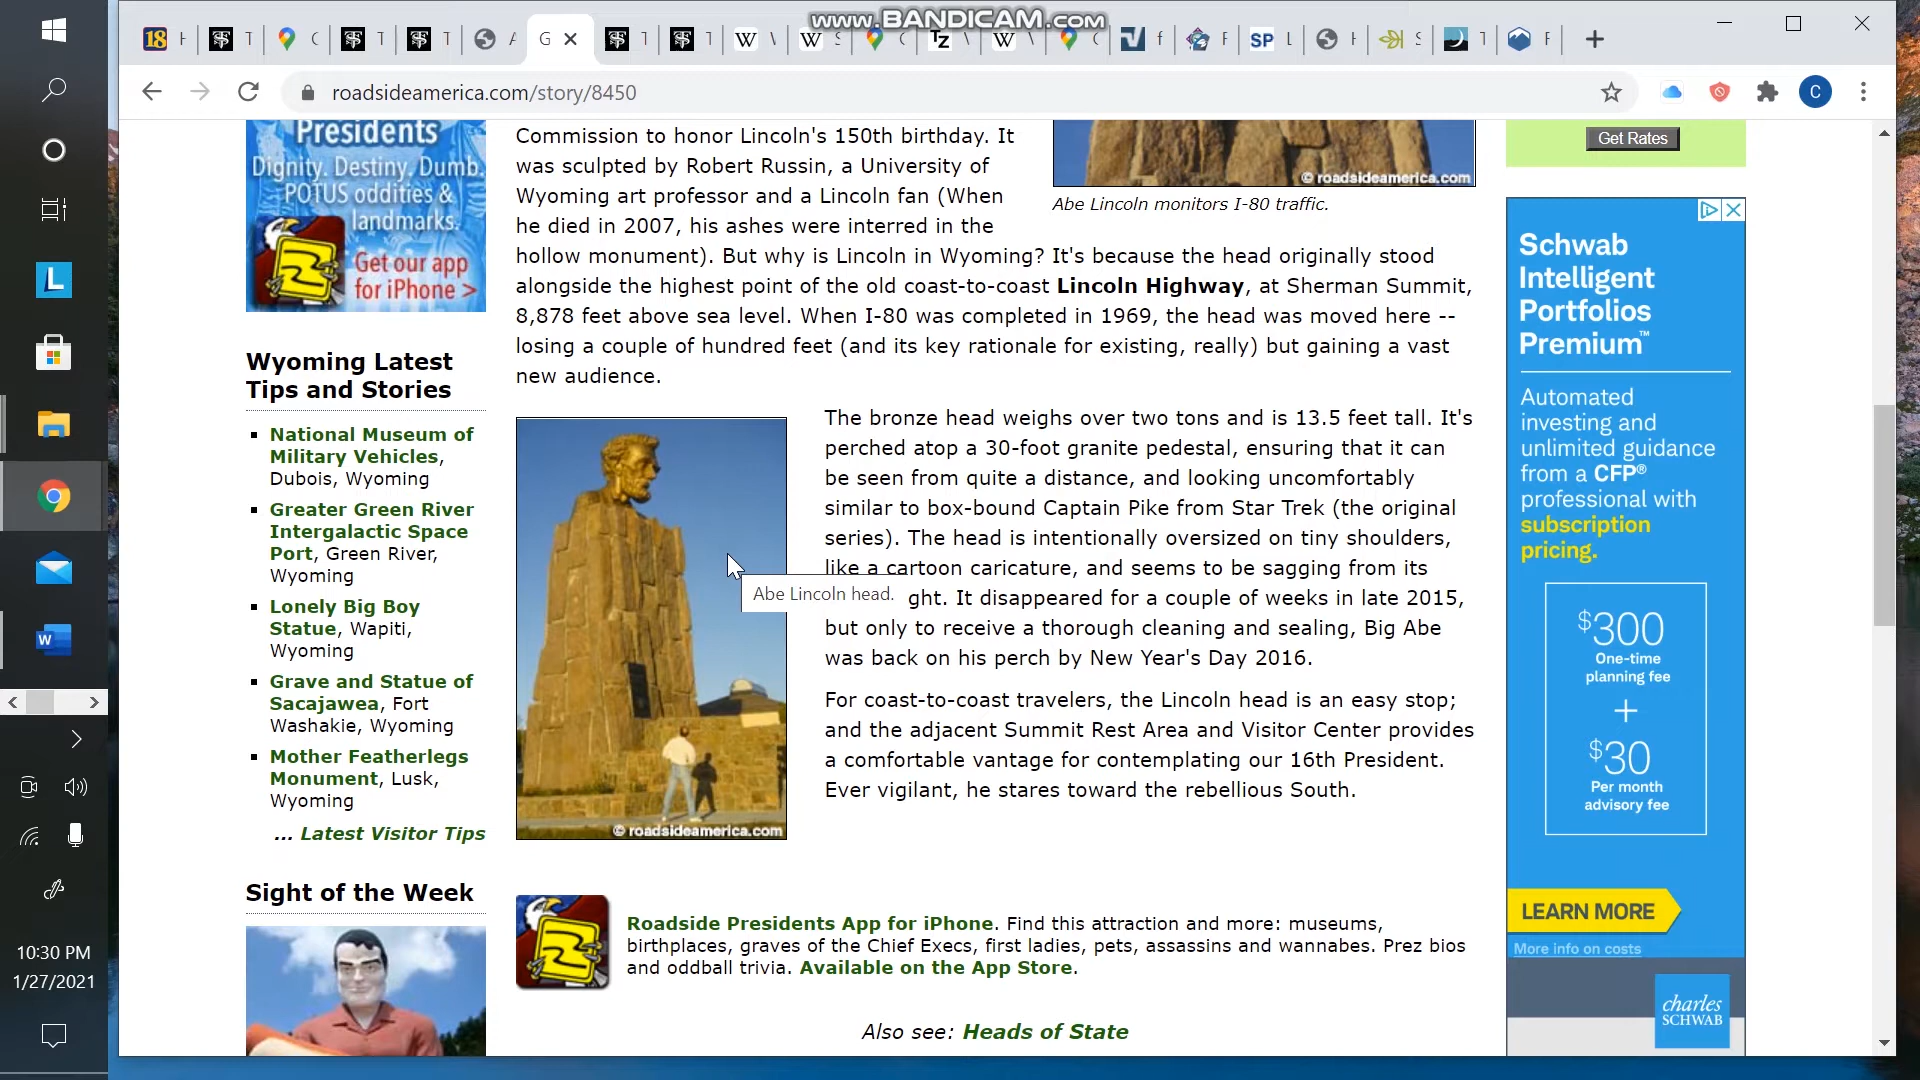 www.BANDICAM.com
18
G
W
W
TZ
W
SP
roadsideamerica.com/story/8450
C
Presidents
Dignity. Destiny. Dumb.
POTUS oddities &
landmarks.
Get our app
for iPhone >
Wyoming Latest
Tips and Stories
National Museum of
Military Vehicles,
Dubois, Wyoming
Greater Green River
Intergalactic Space
Port, Green River,
Wyoming
Lonely Big Boy
Statue, Wapiti,
Wyoming
Grave and Statue of
Sacajawea, Fort
Washakie, Wyoming
Mother Featherlegs
Monument, Lusk,
Wyoming
... Latest Visitor Tips
Sight of the Week
Commission to honor Lincoln's 150th birthday. It
was sculpted by Robert Russin, a University of
Wyoming art professor and a Lincoln fan (When
he died in 2007, his ashes were interred in the
hollow monument). But why is Lincoln in Wyoming? It's because the head originally stood
alongside the highest point of the old coast-to-coast Lincoln Highway, at Sherman Summit,
8,878 feet above sea level. When I-80 was completed in 1969, the head was moved here --
losing a couple of hundred feet (and its key rationale for existing, really) but gaining a vast
new audience.
© roadsideamerica.com
Abe Lincoln monitors I-80 traffic.
The bronze head weighs over two tons and is 13.5 feet tall. It's
perched atop a 30-foot granite pedestal, ensuring that it can
be seen from quite a distance, and looking uncomfortably
similar to box-bound Captain Pike from Star Trek (the original
series). The head is intentionally oversized on tiny shoulders,
like a cartoon caricature, and seems to be sagging from its
ght. It disappeared for a couple of weeks in late 2015,
but only to receive a thorough cleaning and sealing, Big Abe
was back on his perch by New Year's Day 2016.
Abe Lincoln head.
For coast-to-coast travelers, the Lincoln head is an easy stop;
and the adjacent Summit Rest Area and Visitor Center provides
a comfortable vantage for contemplating our 16th President.
Ever vigilant, he stares toward the rebellious South.
© roadsideamerica.com
Roadside Presidents App for iPhone. Find this attraction and more: museums,
birthplaces, graves of the Chief Execs, first ladies, pets, assassins and wannabes. Prez bios
and oddball trivia. Available on the App Store.
Also see: Heads of State
Get Rates
Schwab
Intelligent
Portfolios
Premium™
Automated
investing and
unlimited guidance
from a CFP®
professional with
subscription
pricing.
$300
One-time
planning fee
+
$30
Per month
advisory fee
LEARN MORE
More info on costs
charles
SCHWAB
L
W
10:30 PM
1/27/2021